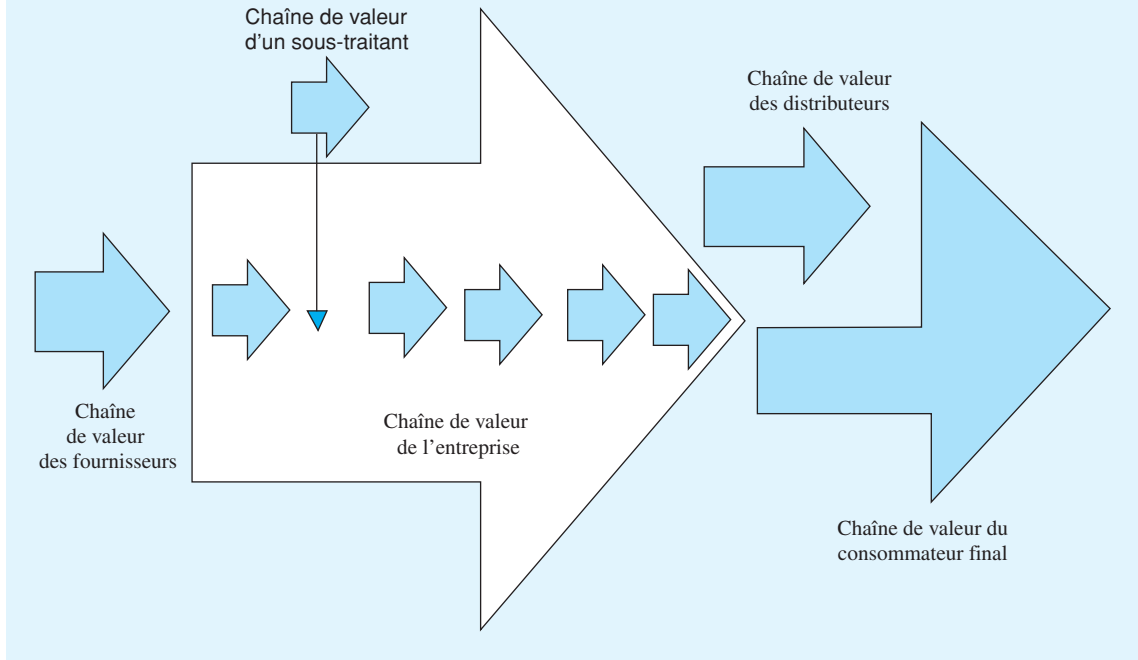 Chaîne de valeur
d'un sous-traitant
Chaîne de valeur
des distributeurs
Chaîne
de valeur
des fournisseurs
Chaîne de valeur
de l'entreprise
Chaîne de valeur du
consommateur final